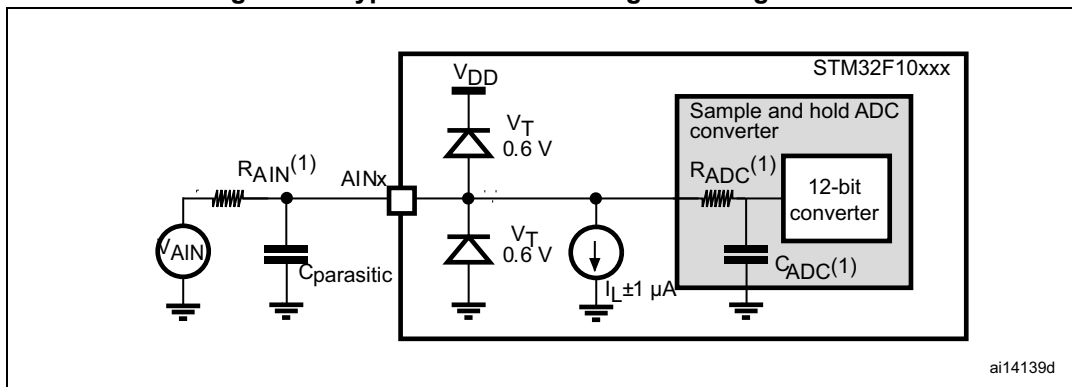 STM32F10xxx
VDD
Sample and hold ADC
converter
VT
0.6 V
RAIN(1)
AINx
RADC(1)
12-bit
converter
VAIN
Cparasitic
VT
0.6 V
IL±1 µA
CADC(1)
ai14139d